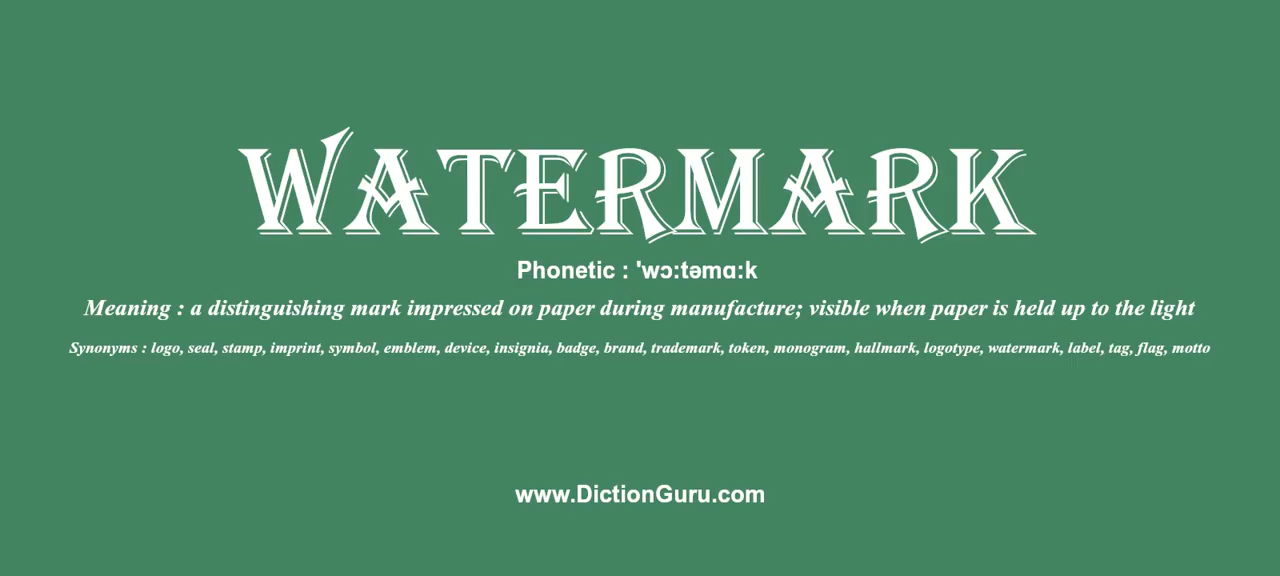 WATERMARK
Phonetic : 'wɔ:təmɑ:k
Meaning : a distinguishing mark impressed on paper during manufacture; visible when paper is held up to the light
Synonyms : logo, seal, stamp, imprint, symbol, emblem, device, insignia, badge, brand, trademark, token, monogram, hallmark, logotype, watermark, label, tag, flag, motto
www.DictionGuru.com